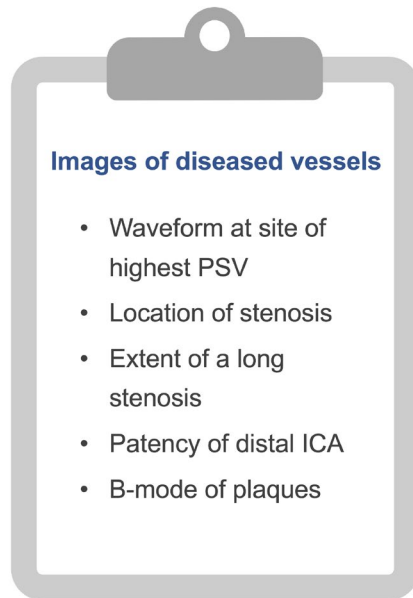 Images of diseased vessels
• Waveform at site of
highest PSV
• Location of stenosis
• Extent of a long
stenosis
• Patency of distal ICA
• B-mode of plaques